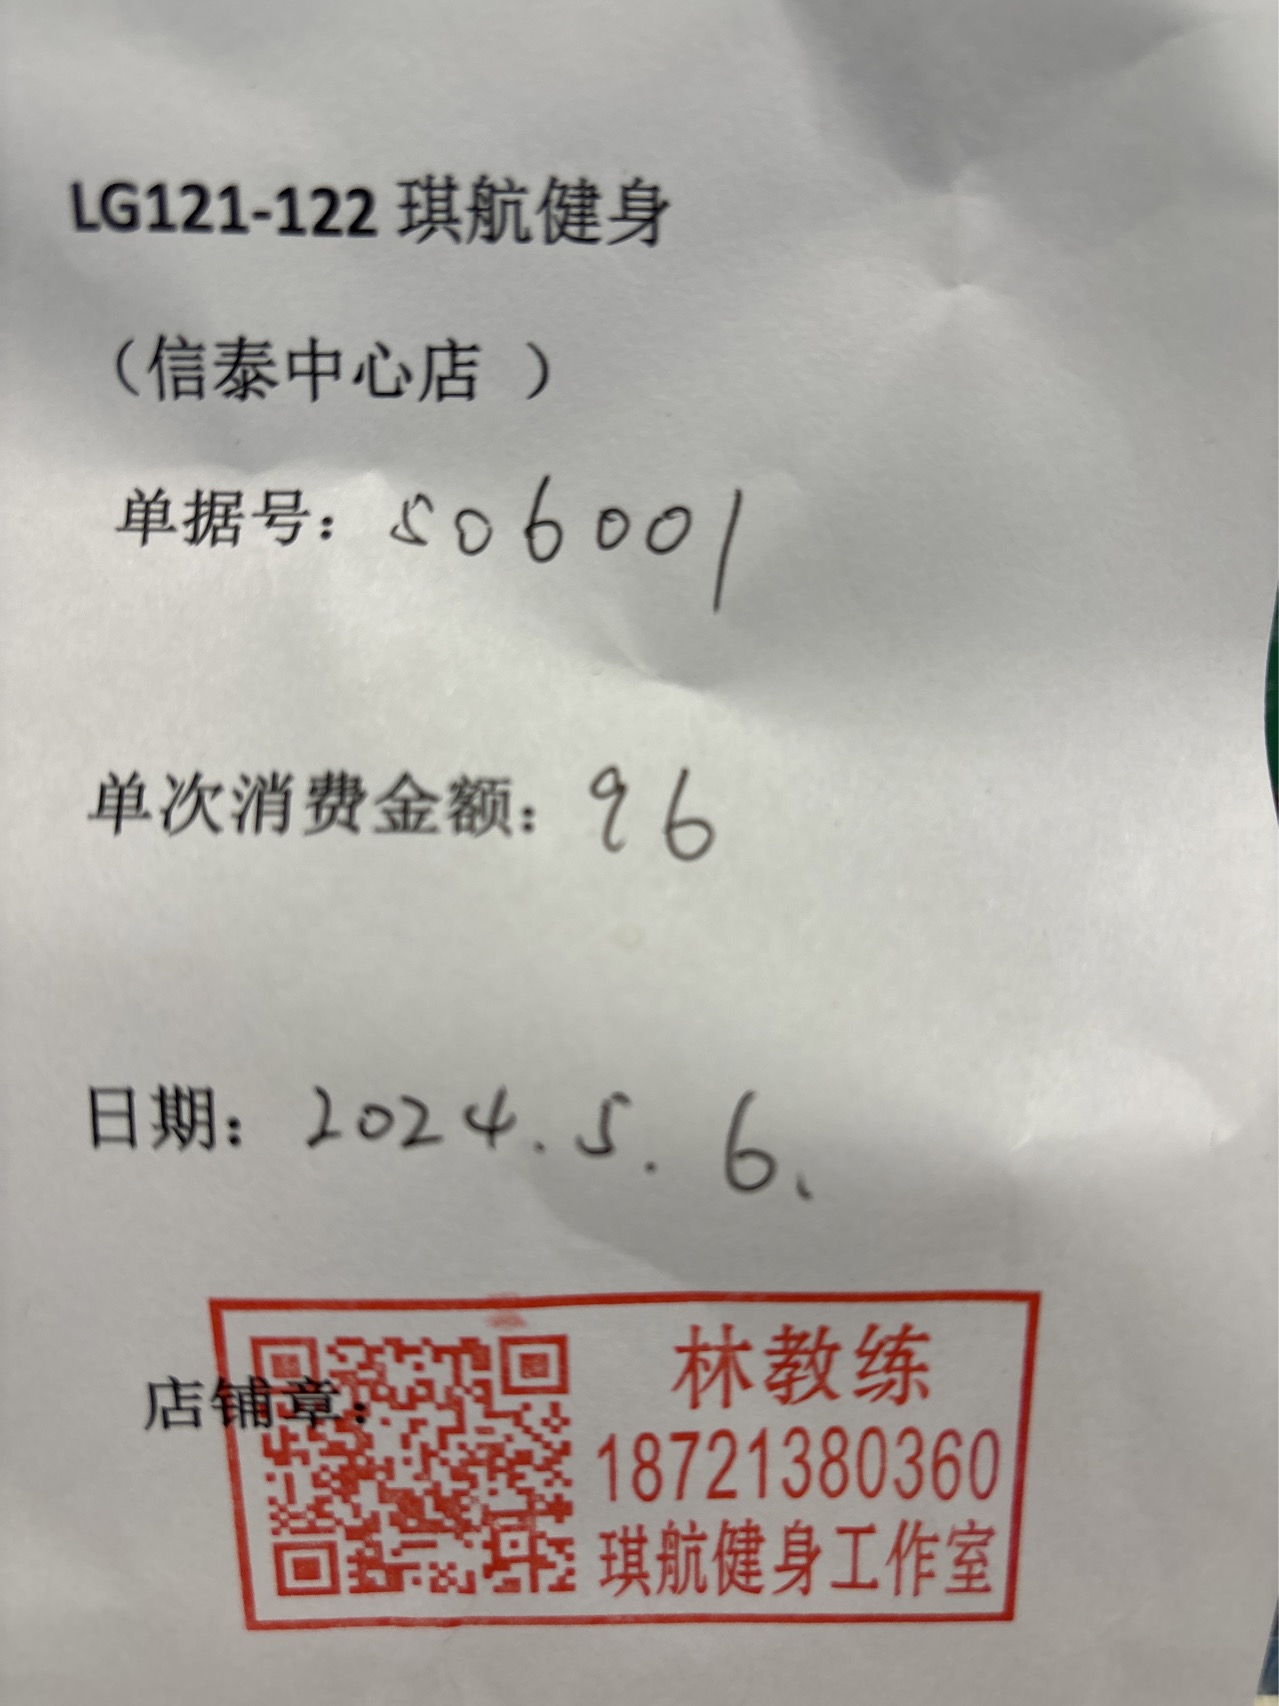 LG121-122 琪航健身
（信泰中心店 ）
单据号：506001
单次消费金额：96
日期：2024.5.6.
店铺章：
林教练
18721380360
琪航健身工作室